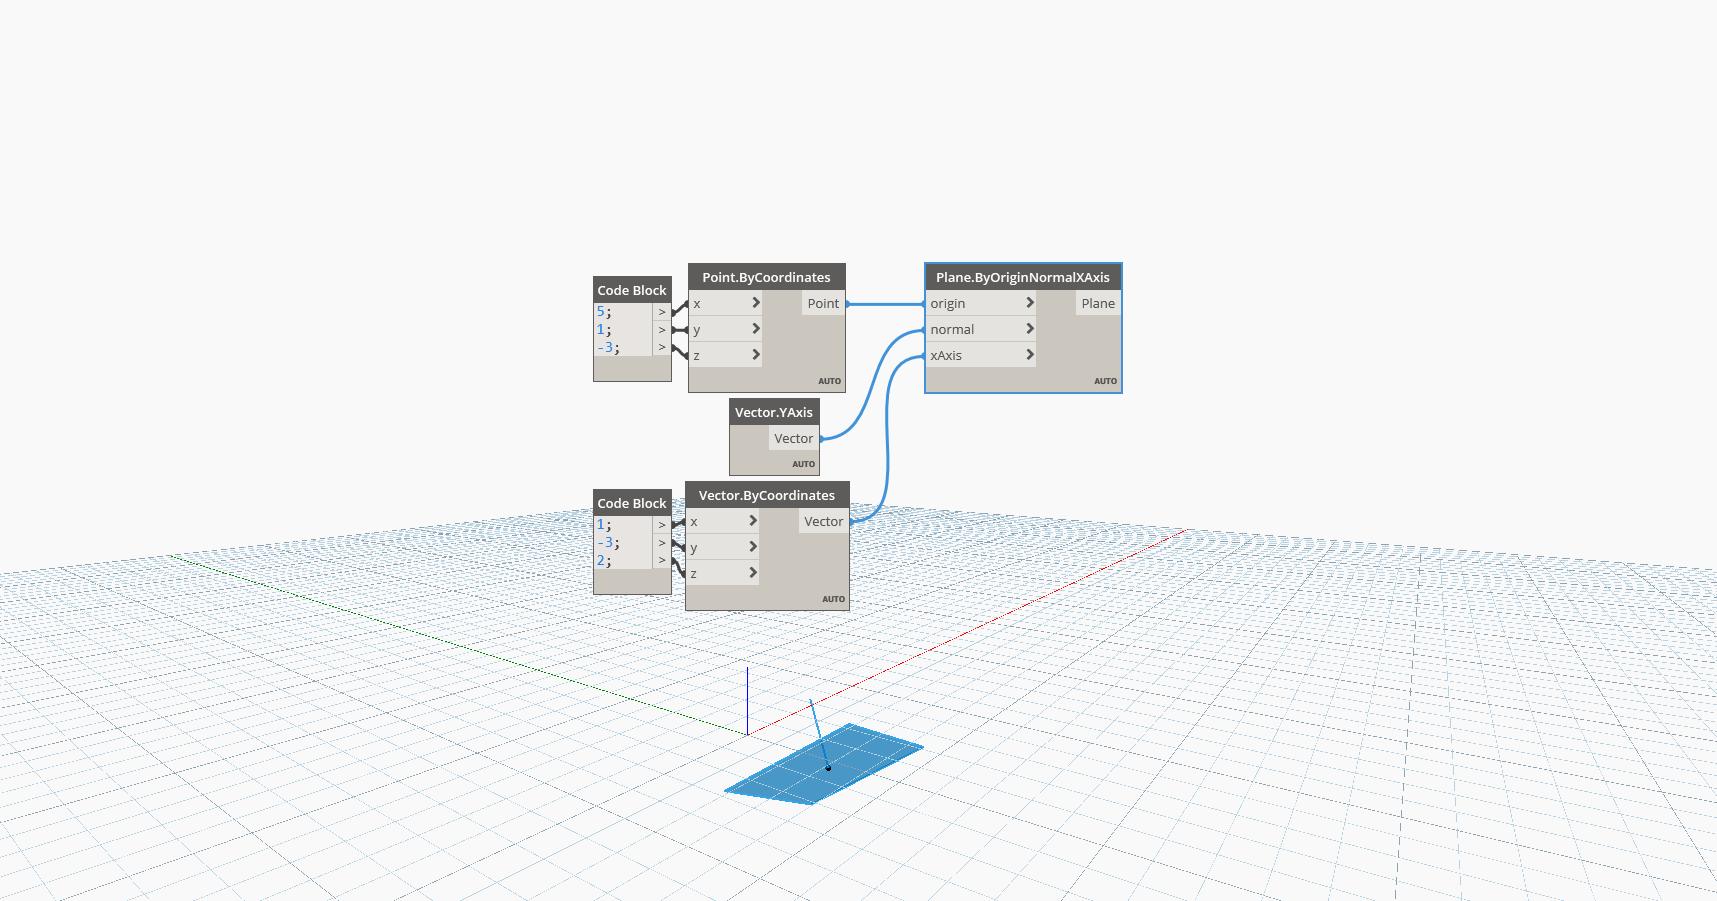 Code Block
5; >
1; >
-3; >
Point.ByCoordinates
x > Point
y >
z >
AUTO
Plane.ByOriginNormalXAxis
origin > Plane
normal >
xAxis >
AUTO
Vector.YAxis
Vector
AUTO
Code Block
1; >
-3; >
2; >
Vector.ByCoordinates
x > Vector
y >
z >
AUTO